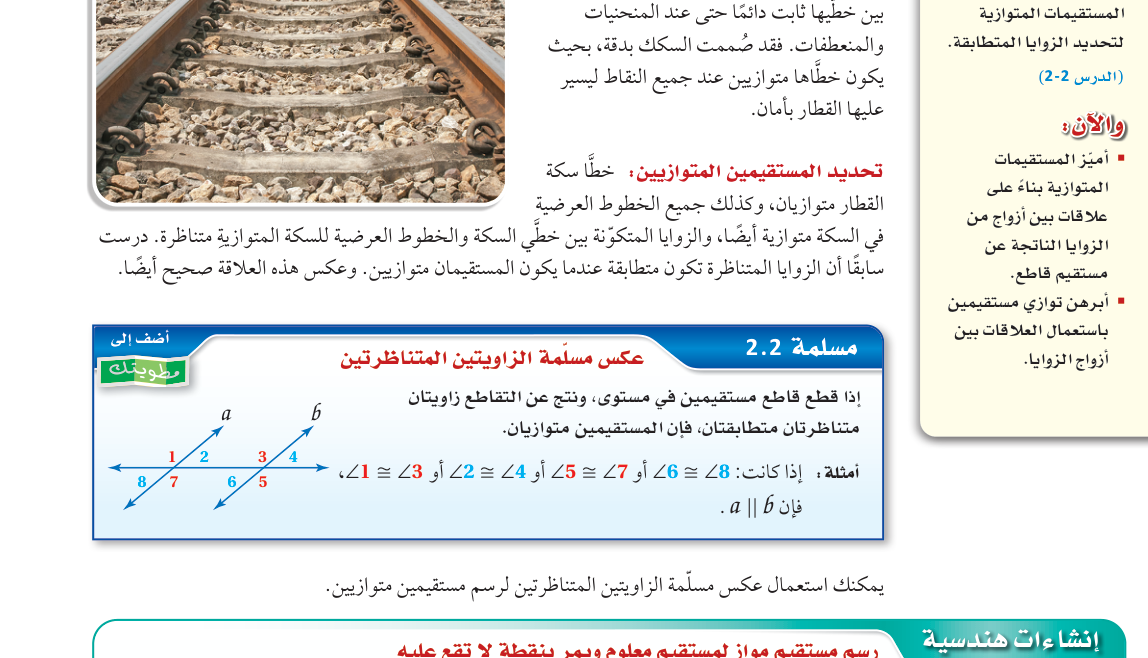 المستقيمات المتوازية
لتحديد الزوايا المتطابقة.
(الدرس 2-2)
والآن:
▪ أميّز المستقيمات
المتوازية بناءً على
علاقات بين أزواج من
الزوايا الناتجة عن
مستقيم قاطع.
▪ أبرهن توازي مستقيمين
باستعمال العلاقات بين
أزواج الزوايا.
بين خطَّيها ثابت دائمًا حتى عند المنحنيات
والمنعطفات. فقد صُممت السكك بدقة، بحيث
يكون خطَّاها متوازيين عند جميع النقاط ليسير
عليها القطار بأمان.
تحديد المستقيمين المتوازيين: خطَّا سكة
القطار متوازيان، وكذلك جميع الخطوط العرضية
في السكة متوازية أيضًا، والزوايا المتكوّنة بين خطَّي السكة والخطوط العرضية للسكة المتوازيةِ متناظرة. درست
سابقًا أن الزوايا المتناظرة تكون متطابقة عندما يكون المستقيمان متوازيين. وعكس هذه العلاقة صحيح أيضًا.
مسلمة 2.2
عكس مسلّمة الزاويتين المتناظرتين
أضف إلى
مطويتك
إذا قطع قاطع مستقيمين في مستوى، ونتج عن التقاطع زاويتان
متناظرتان متطابقتان، فإن المستقيمين متوازيان.
أمثلة: إذا كانت: ∠6 ≅ ∠8 أو ∠5 ≅ ∠7 أو ∠2 ≅ ∠4 أو ∠1 ≅ ∠3،
فإن a || b .
a b
1 2 3 4
8 7 6 5
يمكنك استعمال عكس مسلّمة الزاويتين المتناظرتين لرسم مستقيمين متوازيين.
إنشاءات هندسية
رسم مستقيم مواز لمستقيم معلوم ويمر بنقطة لا تقع عليه